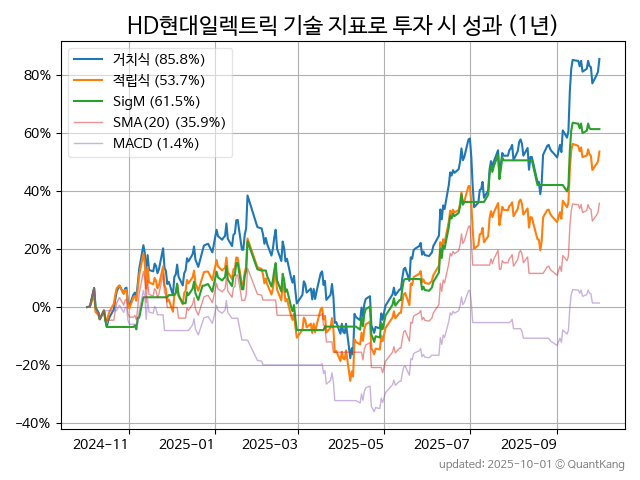 HD현대일렉트릭 기술 지표로 투자 시 성과 (1년)
거치식 (85.8%)
적립식 (53.7%)
SigM (61.5%)
SMA(20) (35.9%)
MACD (1.4%)
80%
60%
40%
20%
0%
−20%
−40%
2024-11
2025-01
2025-03
2025-05
2025-07
2025-09
updated: 2025-10-01 © QuantKang